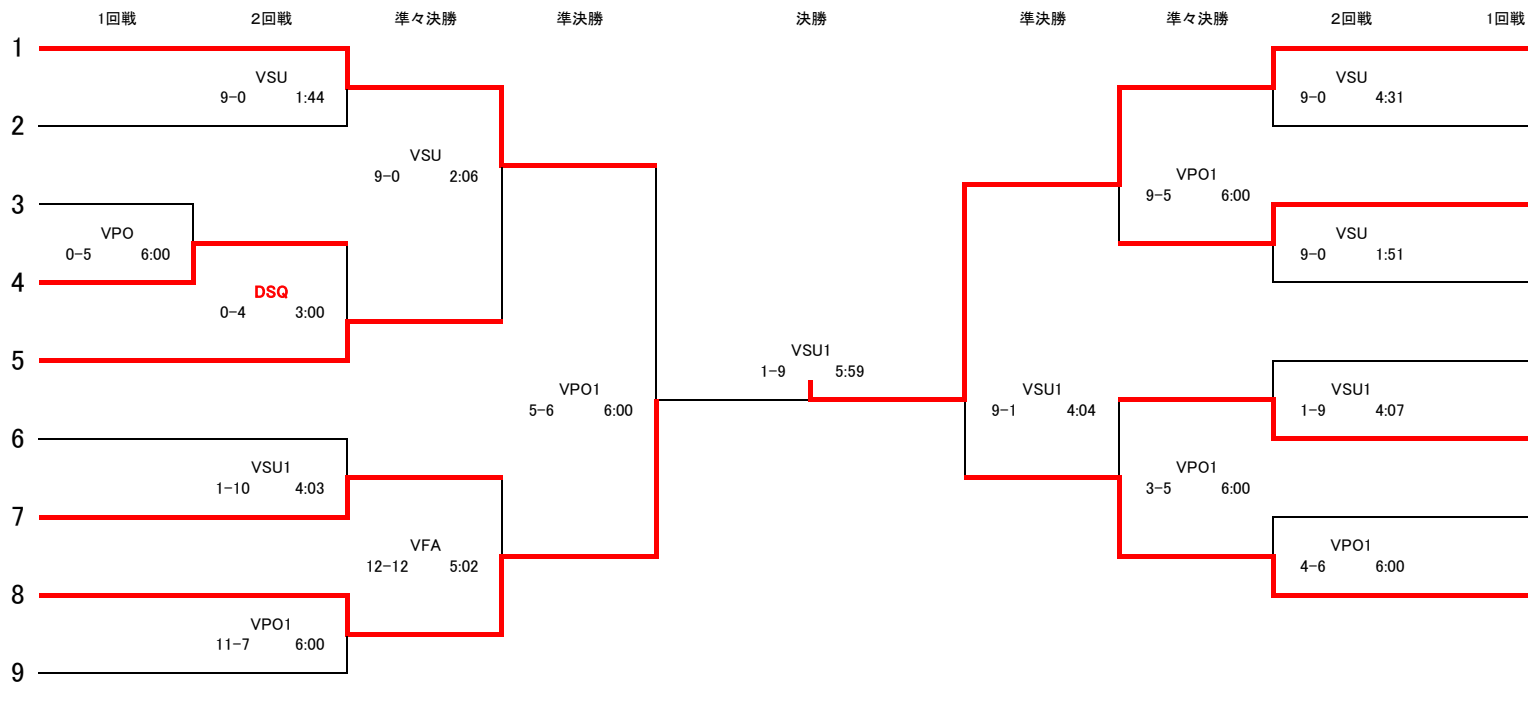 1回戦 2回戦 準々決勝 準決勝 決勝 準決勝 準々決勝 2回戦 1回戦
1
VSU
9-0 1:44
2
VSU
9-0 2:06
3
VPO
0-5 6:00
4
DSQ
0-4 3:00
5
VPO1
5-6 6:00
6
VSU1
1-10 4:03
7
VFA
12-12 5:02
8
VPO1
11-7 6:00
9
VSU1
1-9 5:59
VSU1
9-1 4:04
VPO1
9-5 6:00
VPO1
3-5 6:00
VSU
9-0 4:31
VSU
9-0 1:51
VSU1
1-9 4:07
VPO1
4-6 6:00